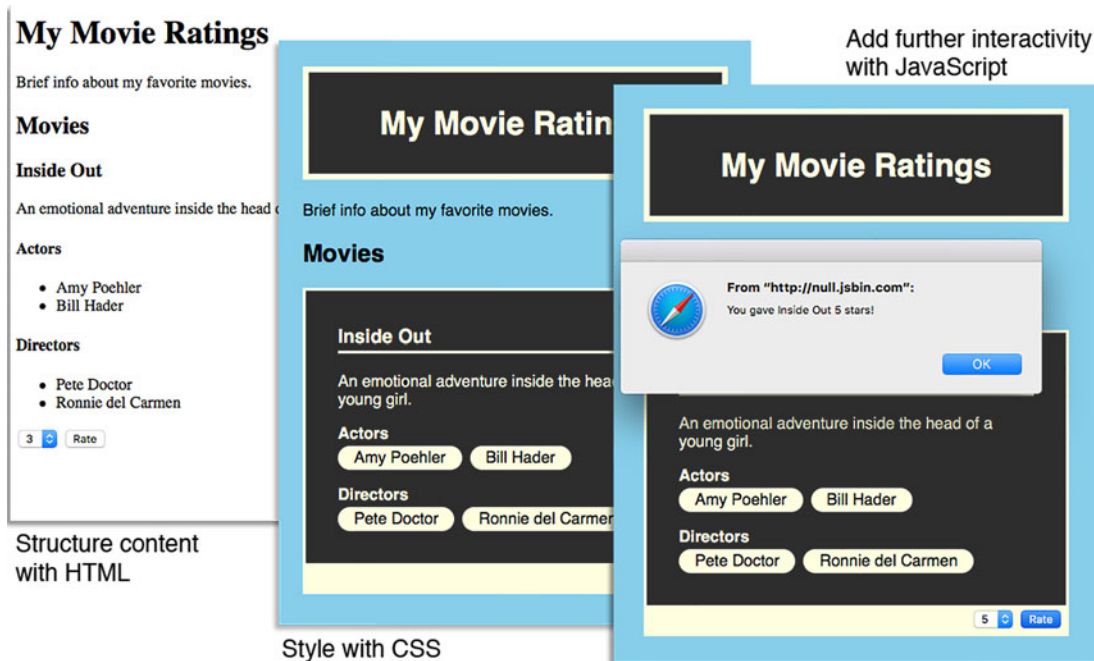 My Movie Ratings
Brief info about my favorite movies.
Movies
Inside Out
An emotional adventure inside the head
Actors
• Amy Poehler
• Bill Hader
Directors
• Pete Doctor
• Ronnie del Carmen
3 Rate
Structure content
with HTML
My Movie Ratin
Brief info about my favorite movies.
Movies
Inside Out
An emotional adventure inside the hea
young girl.
Actors
Amy Poehler Bill Hader
Directors
Pete Doctor Ronnie del Carmen
Style with CSS
Add further interactivity
with JavaScript
My Movie Ratings
From “http://null.jsbin.com”:
You gave Inside Out 5 stars!
OK
An emotional adventure inside the head of a
young girl.
Actors
Amy Poehler Bill Hader
Directors
Pete Doctor Ronnie del Carmen
5 Rate